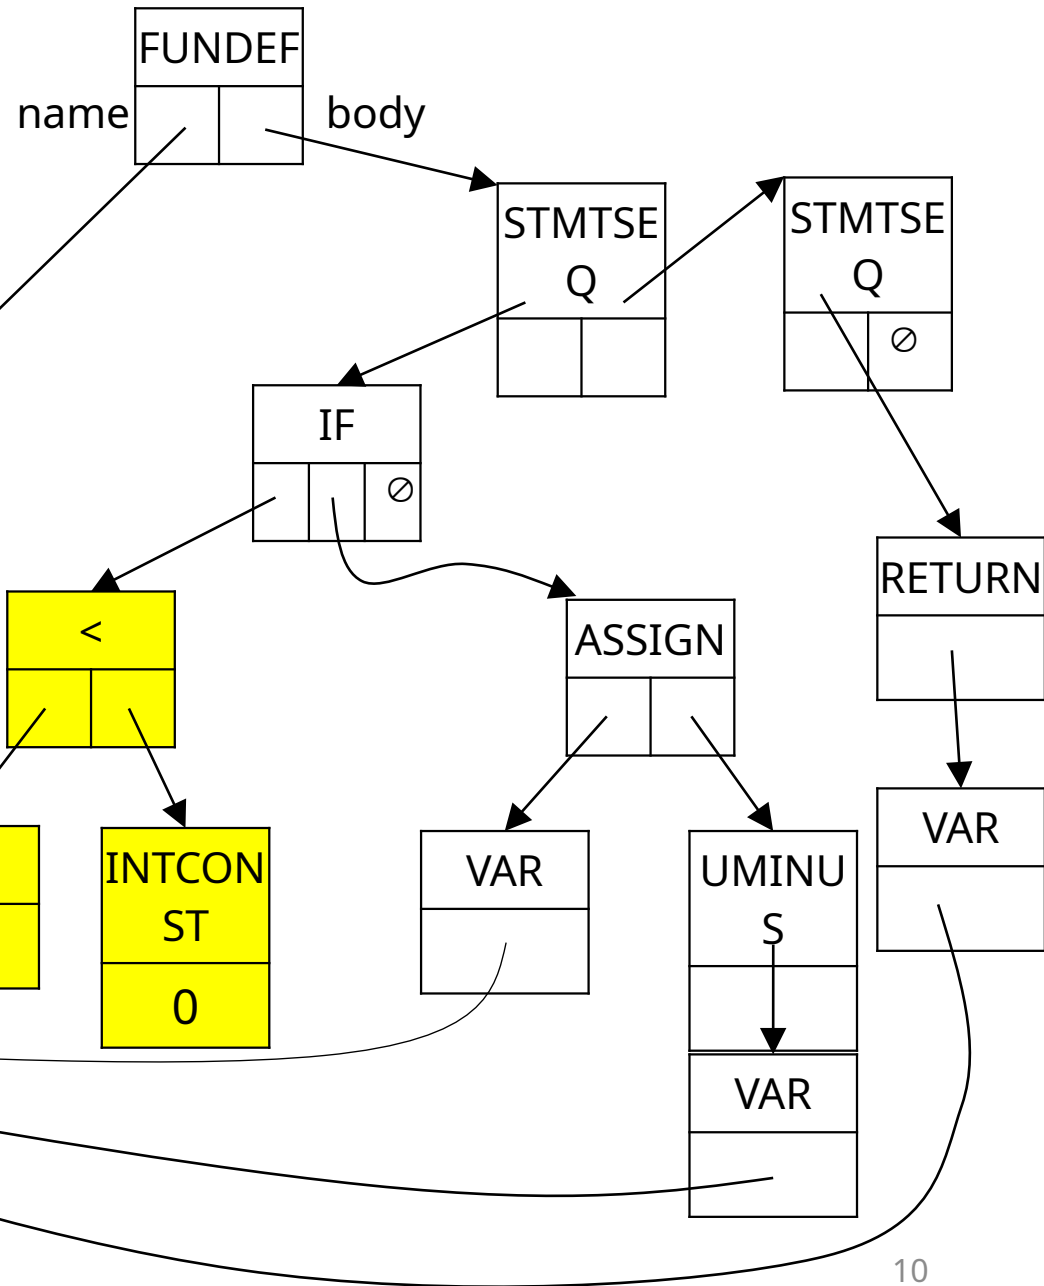 FUNDEF
name
body
STMTSE
Q
STMTSE
Q
∅
IF
∅
<
ASSIGN
RETURN
INTCON
ST
0
VAR
UMINU
S
VAR
VAR
10